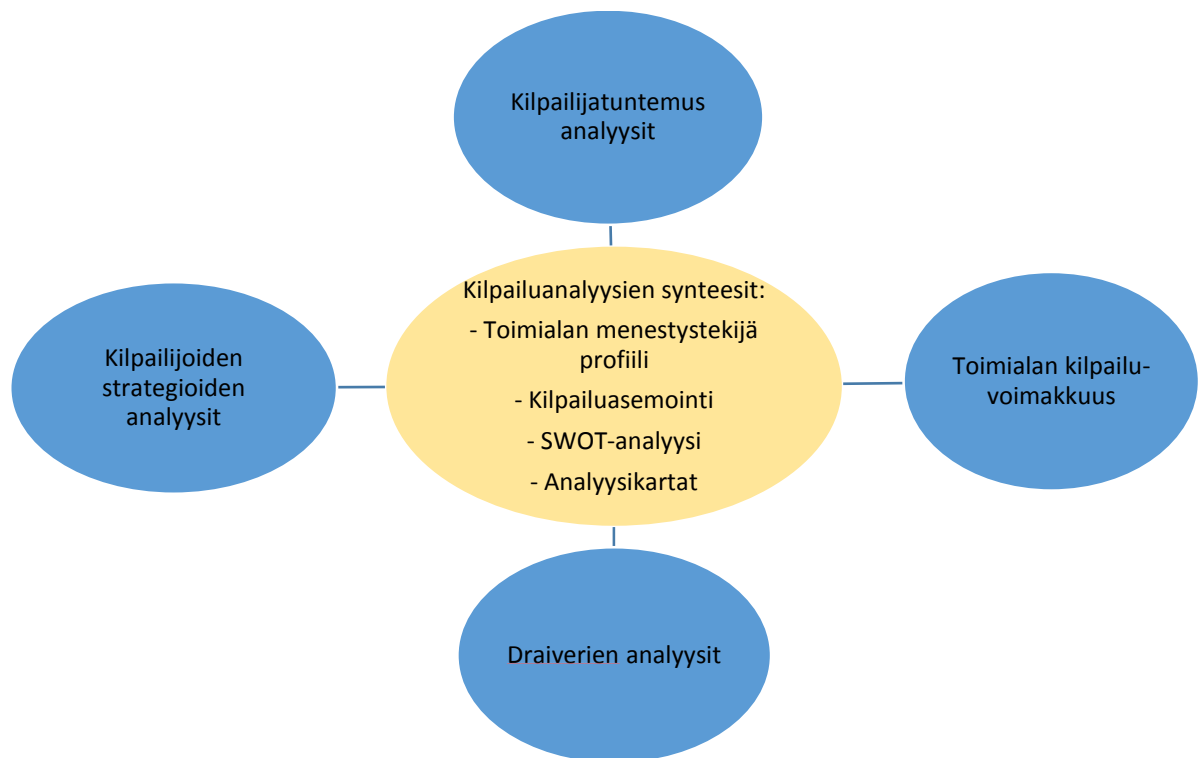 Kilpailijatuntemus
analyysit
Kilpailuanalyysien synteesit:
- Toimialan menestystekijä
profiili
- Kilpailuasemointi
- SWOT-analyysi
- Analyysikartat
Kilpailijoiden
strategioiden
analyysit
Toimialan kilpailu-
voimakkuus
Draiverien analyysit